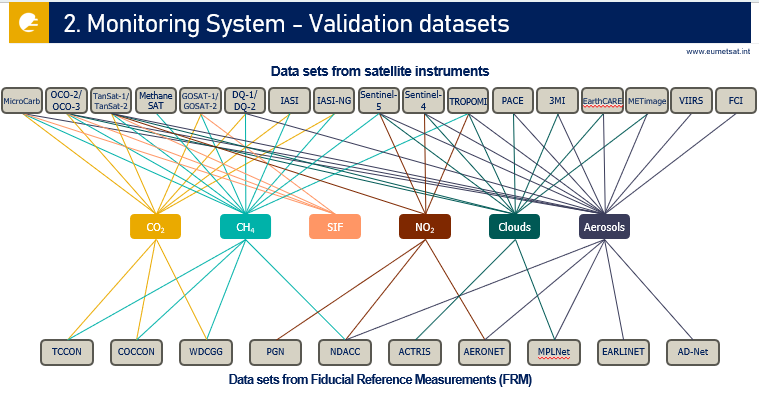 2. Monitoring System - Validation datasets
www.eumetsat.int
Data sets from satellite instruments
MicroCarb
OCO-2/
OCO-3
TanSat-1/
TanSat-2
Methane
SAT
GOSAT-1/
GOSAT-2
DQ-1/
DQ-2
IASI
IASI-NG
Sentinel-
5
Sentinel-
4
TROPOMI
PACE
3MI
EarthCARE
METimage
VIIRS
FCI
CO₂
CH₄
SIF
NO₂
Clouds
Aerosols
TCCON
COCCON
WDCGG
PGN
NDACC
ACTRIS
AERONET
MPLNet
EARLINET
AD-Net
Data sets from Fiducial Reference Measurements (FRM)